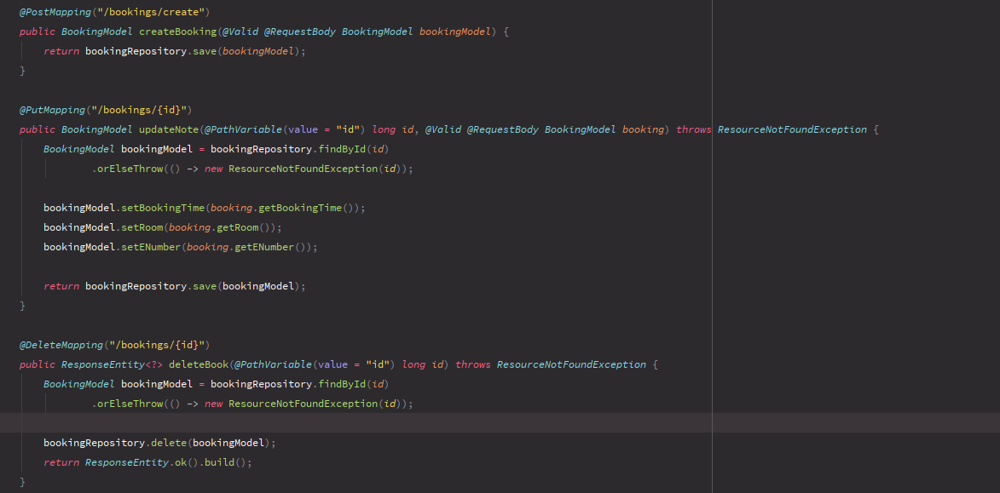 @PostMapping("/bookings/create")
public BookingModel createBooking(@Valid @RequestBody BookingModel bookingModel) {
    return bookingRepository.save(bookingModel);
}

@PutMapping("/bookings/{id}")
public BookingModel updateNote(@PathVariable(value = "id") long id, @Valid @RequestBody BookingModel booking) throws ResourceNotFoundException {
    BookingModel bookingModel = bookingRepository.findById(id)
            .orElseThrow(() -> new ResourceNotFoundException(id));

    bookingModel.setBookingTime(booking.getBookingTime());
    bookingModel.setRoom(booking.getRoom());
    bookingModel.setENumber(booking.getENumber());

    return bookingRepository.save(bookingModel);
}

@DeleteMapping("/bookings/{id}")
public ResponseEntity<?> deleteBook(@PathVariable(value = "id") long id) throws ResourceNotFoundException {
    BookingModel bookingModel = bookingRepository.findById(id)
            .orElseThrow(() -> new ResourceNotFoundException(id));

    bookingRepository.delete(bookingModel);
    return ResponseEntity.ok().build();
}